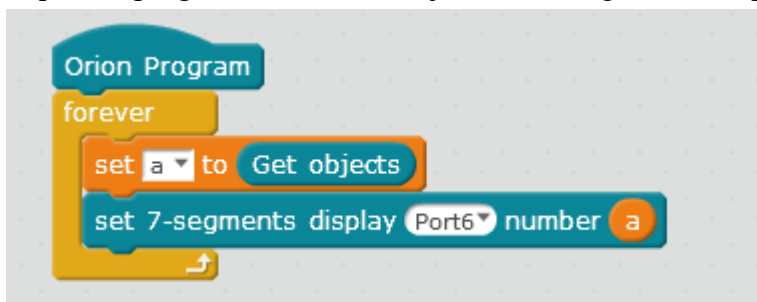 Orion Program
forever
set a to Get objects
set 7-segments display Port6 number a